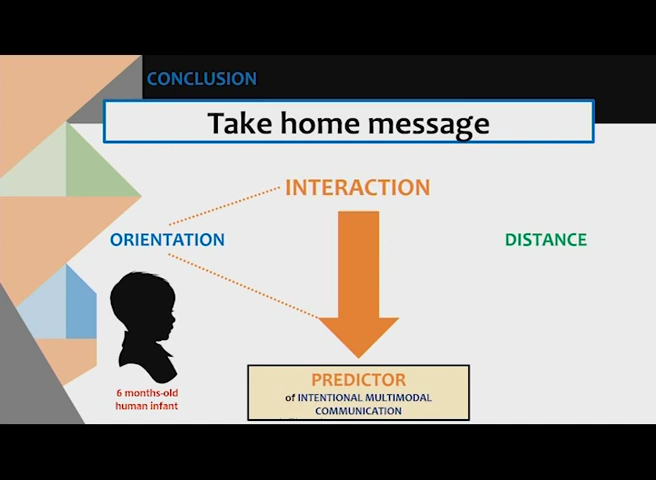 CONCLUSION
Take home message
INTERACTION
ORIENTATION
DISTANCE
6 months-old
human infant
PREDICTOR
of INTENTIONAL MULTIMODAL
COMMUNICATION